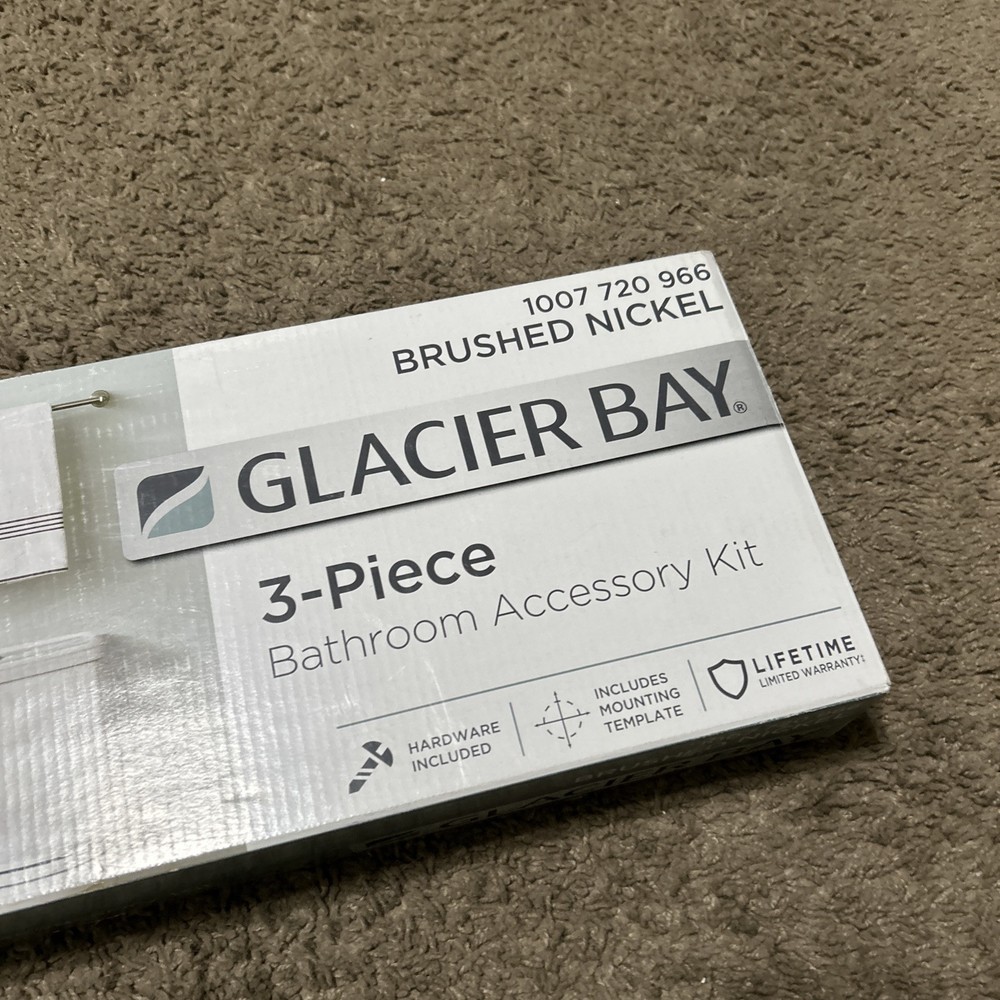 1007 720 966
BRUSHED NICKEL
GLACIER BAY®
3-Piece
Bathroom Accessory Kit
HARDWARE
INCLUDED
INCLUDES
MOUNTING
TEMPLATE
LIFETIME
LIMITED WARRANTY‡